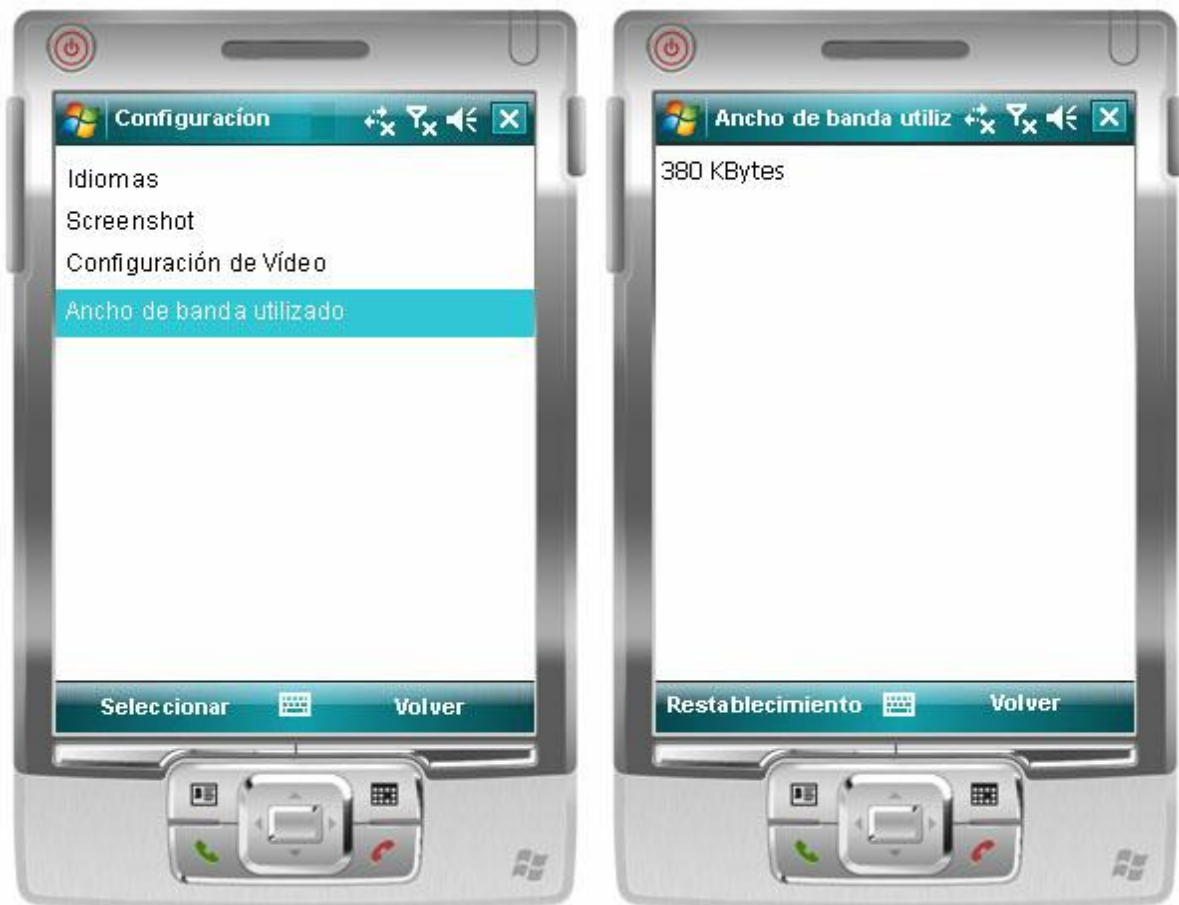 Configuracíon
Idiomas
Screenshot
Configuración de Vídeo
Ancho de banda utilizado
Seleccionar
Volver
Ancho de banda utiliz
380 KBytes
Restablecimiento
Volver